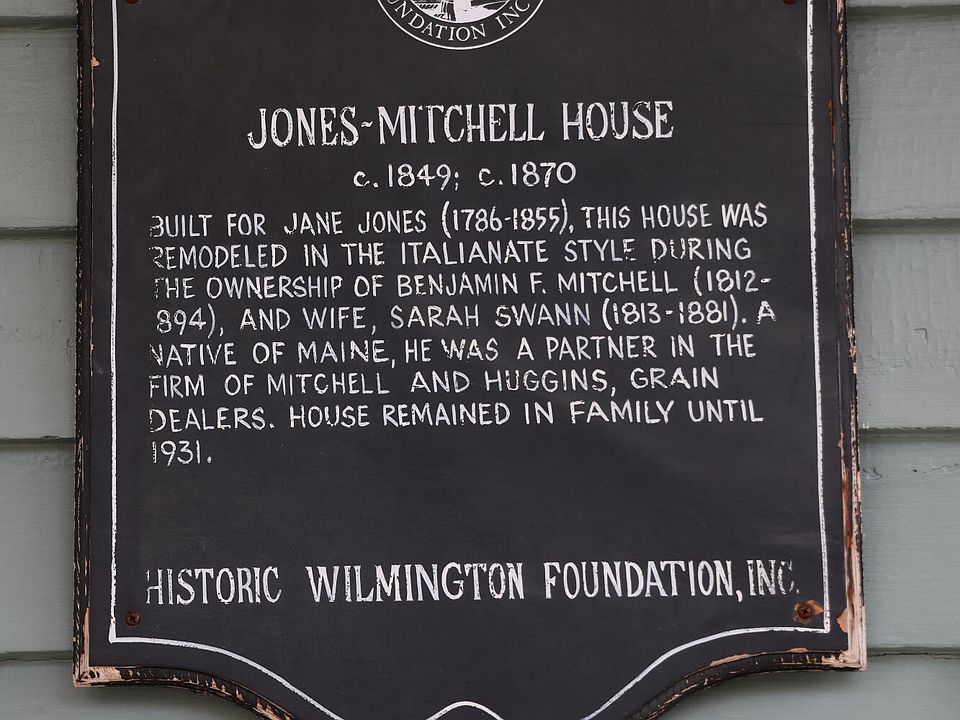 UNDATION INC
JONES-MITCHELL HOUSE
c. 1849; c. 1870
BUILT FOR JANE JONES (1786-1855), THIS HOUSE WAS
REMODELED IN THE ITALIANATE STYLE DURING
THE OWNERSHIP OF BENJAMIN F. MITCHELL (1812-
894), AND WIFE, SARAH SWANN (1813-1881). A
NATIVE OF MAINE, HE WAS A PARTNER IN THE
FIRM OF MITCHELL AND HUGGINS, GRAIN
DEALERS. HOUSE REMAINED IN FAMILY UNTIL
1931.
HISTORIC WILMINGTON FOUNDATION, INC.